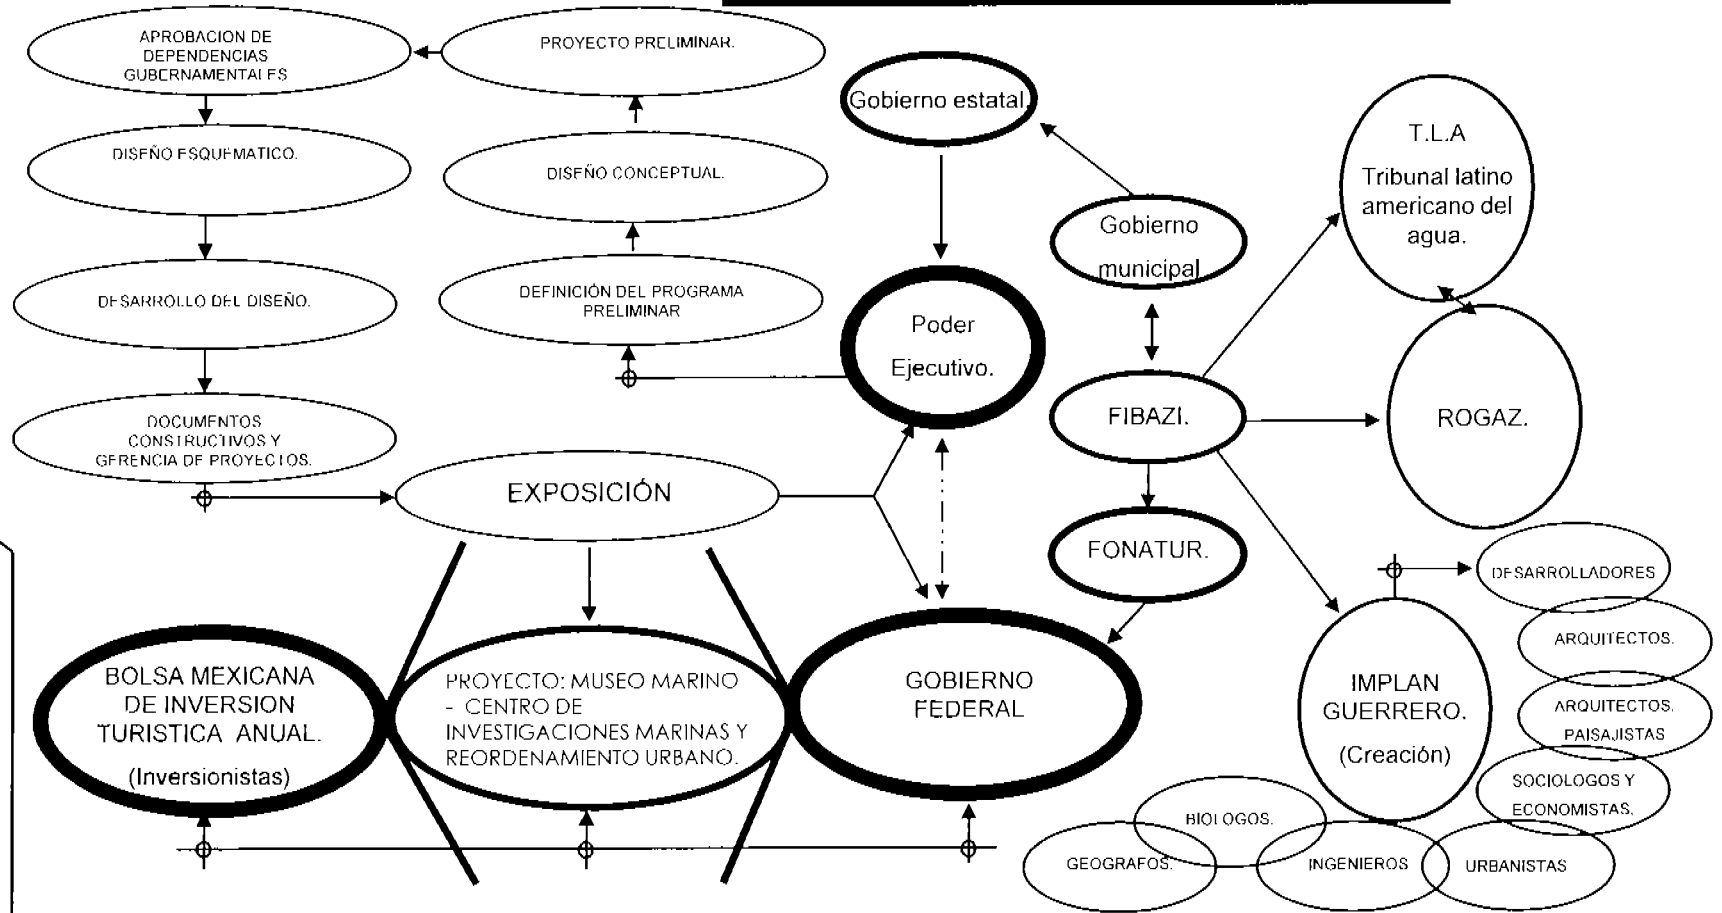 APROBACION DE
DEPENDENCIAS
GUBERNAMENTALES
PROYECTO PRELIMINAR.
Gobierno estatal.
T.L.A
Tribunal latino
americano del
agua.
DISEÑO ESQUEMATICO.
DISEÑO CONCEPTUAL.
Gobierno
municipal
DESARROLLO DEL DISEÑO.
DEFINICIÓN DEL PROGRAMA
PRELIMINAR
Poder
Ejecutivo.
FIBAZI.
ROGAZ.
DOCUMENTOS
CONSTRUCTIVOS Y
GERENCIA DE PROYECTOS.
EXPOSICIÓN
FONATUR.
DESARROLLADORES
ARQUITECTOS.
BOLSA MEXICANA
DE INVERSION
TURISTICA ANUAL.
(Inversionistas)
PROYECTO: MUSEO MARINO
- CENTRO DE
INVESTIGACIONES MARINAS Y
REORDENAMIENTO URBANO.
GOBIERNO
FEDERAL
IMPLAN
GUERRERO.
(Creación)
ARQUITECTOS.
PAISAJISTAS
SOCIOLOGOS Y
ECONOMISTAS.
BIOLOGOS.
GEOGRAFOS.
INGENIEROS
URBANISTAS